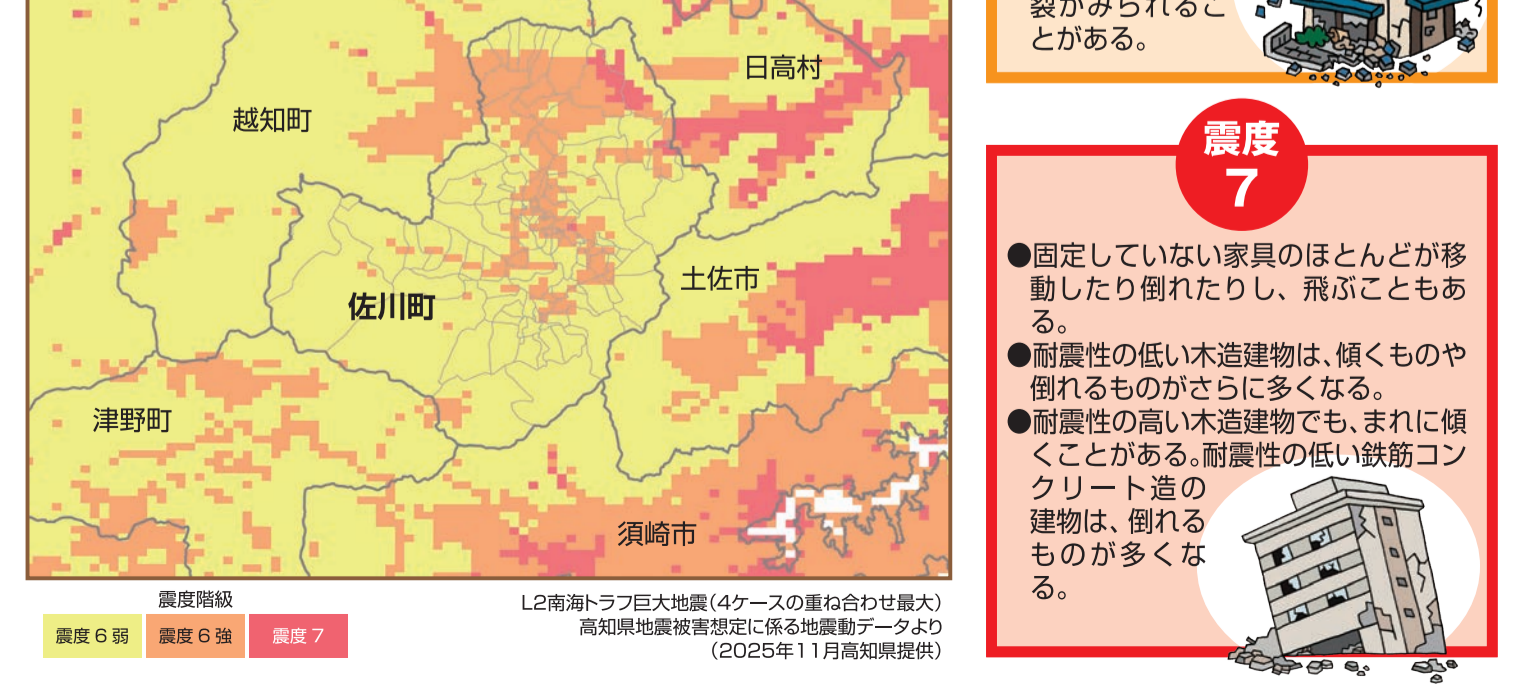 日高村
越知町
土佐市
佐川町
津野町
須崎市
震度階級
震度６弱
震度６強
震度７
L2南海トラフ巨大地震（4ケースの重ね合わせ最大）
高知県地震被害想定に係る地震動データより
（2025年11月高知県提供）
裂がみられるこ
とがある。
震度
7
●固定していない家具のほとんどが移
動したり倒れたりし、飛ぶこともあ
る。
●耐震性の低い木造建物は、傾くものや
倒れるものがさらに多くなる。
●耐震性の高い木造建物でも、まれに傾
くことがある。耐震性の低い鉄筋コン
クリート造の
建物は、倒れる
ものが多くな
る。